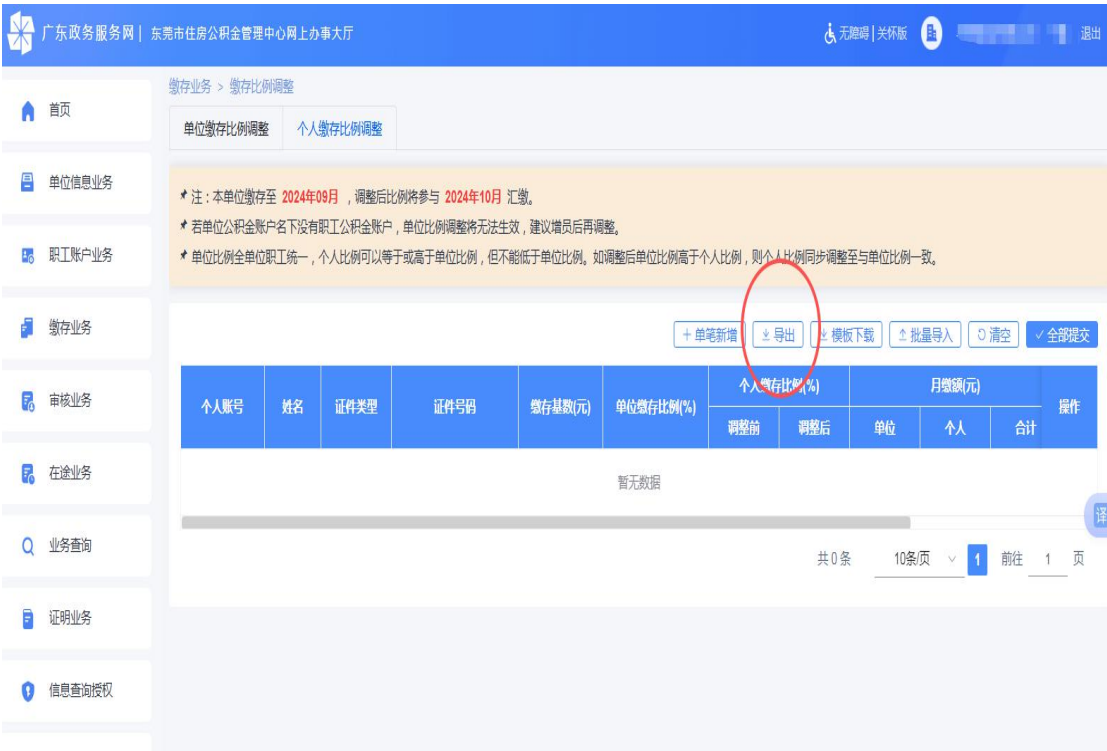 广东政务服务网 | 东莞市住房公积金管理中心网上办事大厅
无障碍 | 关怀版
退出
首页
单位信息业务
职工账户业务
缴存业务
审核业务
在途业务
业务查询
证明业务
信息查询授权
缴存业务 > 缴存比例调整
单位缴存比例调整 个人缴存比例调整
注：本单位缴存至 2024年09月 ，调整后比例将参与 2024年10月 汇缴。
若单位公积金账户名下没有职工公积金账户，单位比例调整将无法生效，建议增员后再调整。
单位比例全单位职工统一，个人比例可以等于或高于单位比例，但不能低于单位比例。如调整后单位比例高于个人比例，则个人比例同步调整至与单位比例一致。
单笔新增 导出 模板下载 批量导入 清空 全部提交
个人账号 姓名 证件类型 证件号码 缴存基数(元) 单位缴存比例(%) 个人缴存比例(%) 月缴额(元) 操作
调整前 调整后 单位 个人 合计
暂无数据
译
共0条 10条/页 1 前往 1 页